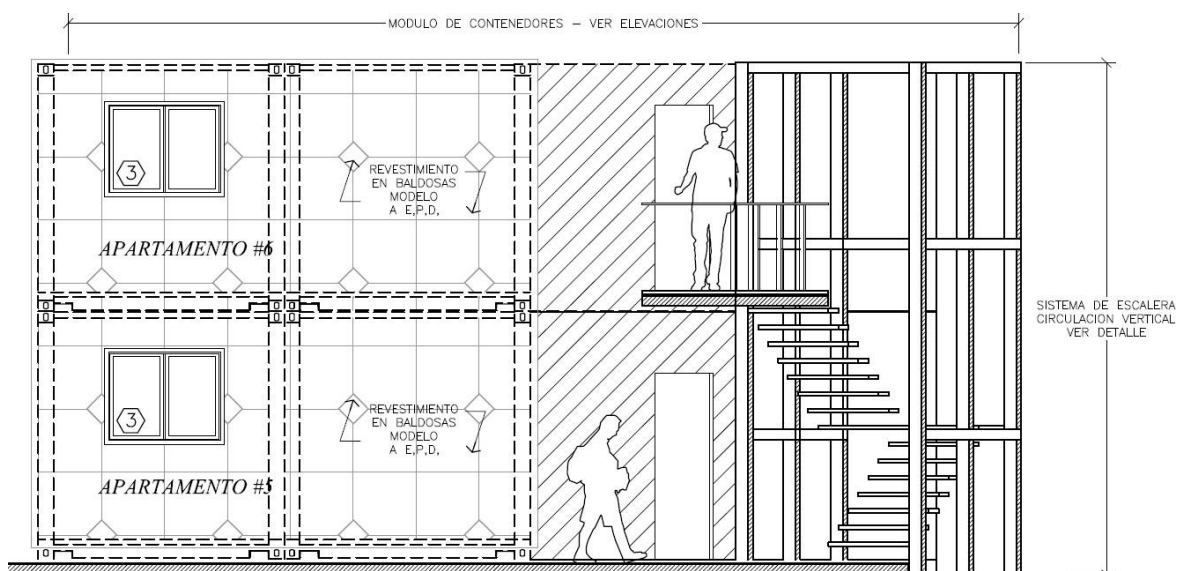 MODULO DE CONTENEDORES – VER ELEVACIONES
3
REVESTIMIENTO
EN BALDOSAS
MODELO
A E,P,D,
APARTAMENTO #6
SISTEMA DE ESCALERA
CIRCULACION VERTICAL
VER DETALLE
3
REVESTIMIENTO
EN BALDOSAS
MODELO
A E,P,D,
APARTAMENTO #5